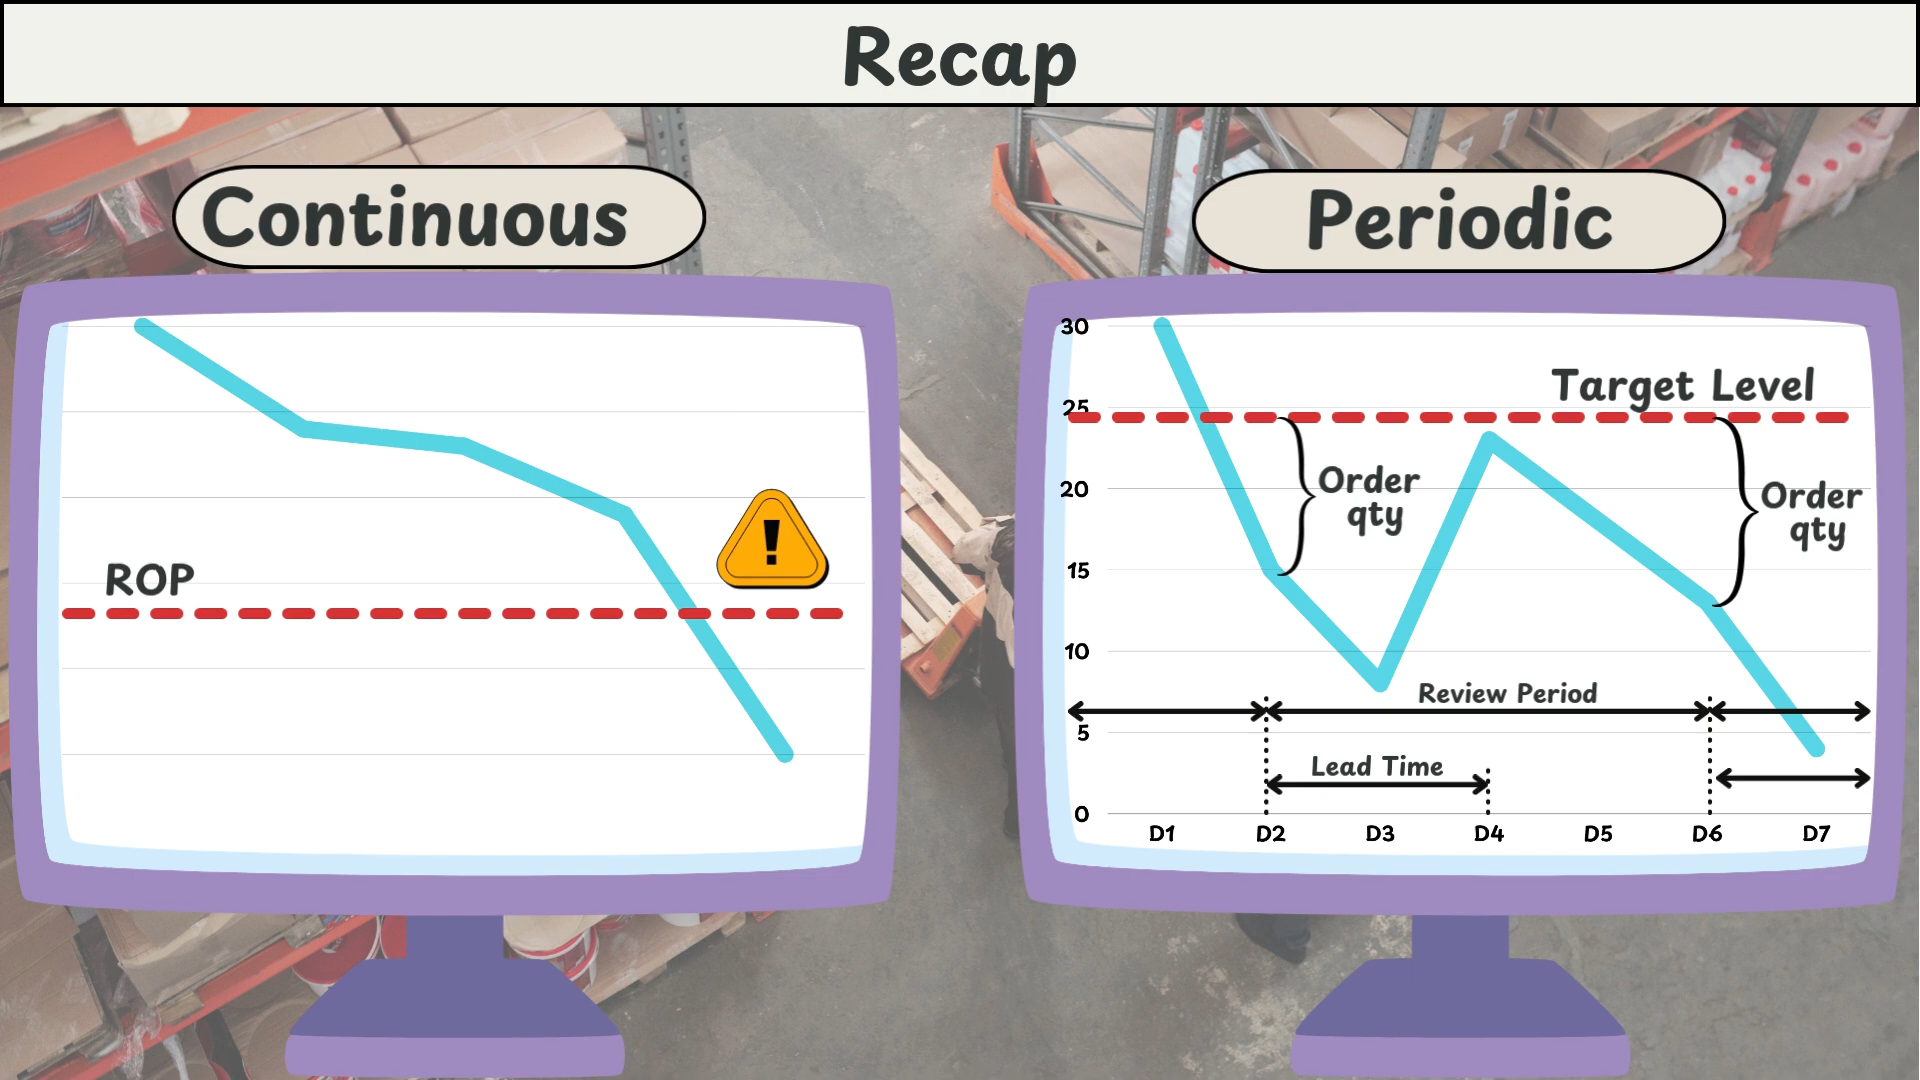 Recap
Continuous
ROP
!
Periodic
30
25
20
15
10
5
0
Target Level
Order
qty
Order
qty
Review Period
Lead Time
D1 D2 D3 D4 D5 D6 D7